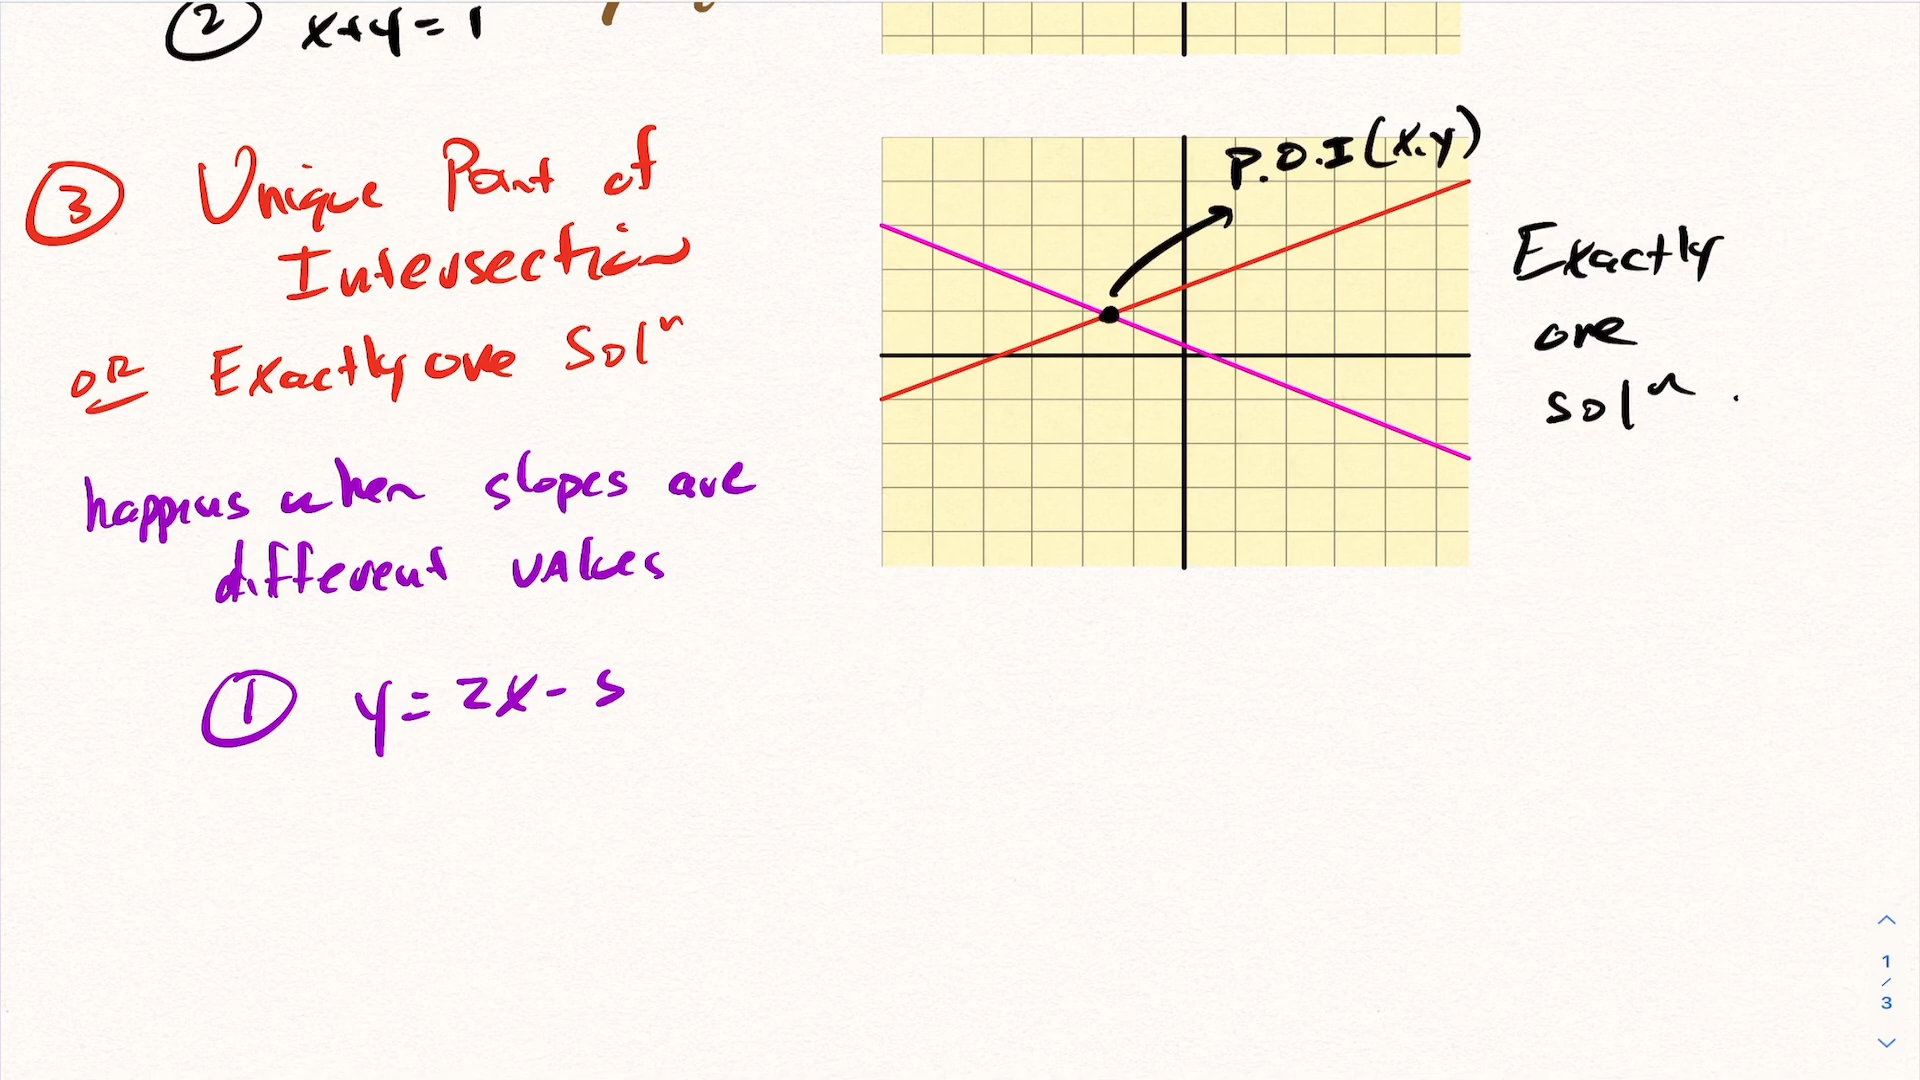 ② x+y=1
③ Unique Point of
Intersection
OR Exactly one Solⁿ
happens when slopes are
different values
① y=2x-5
P.O.I (x,y)
Exactly
one
solⁿ.
1
/
3